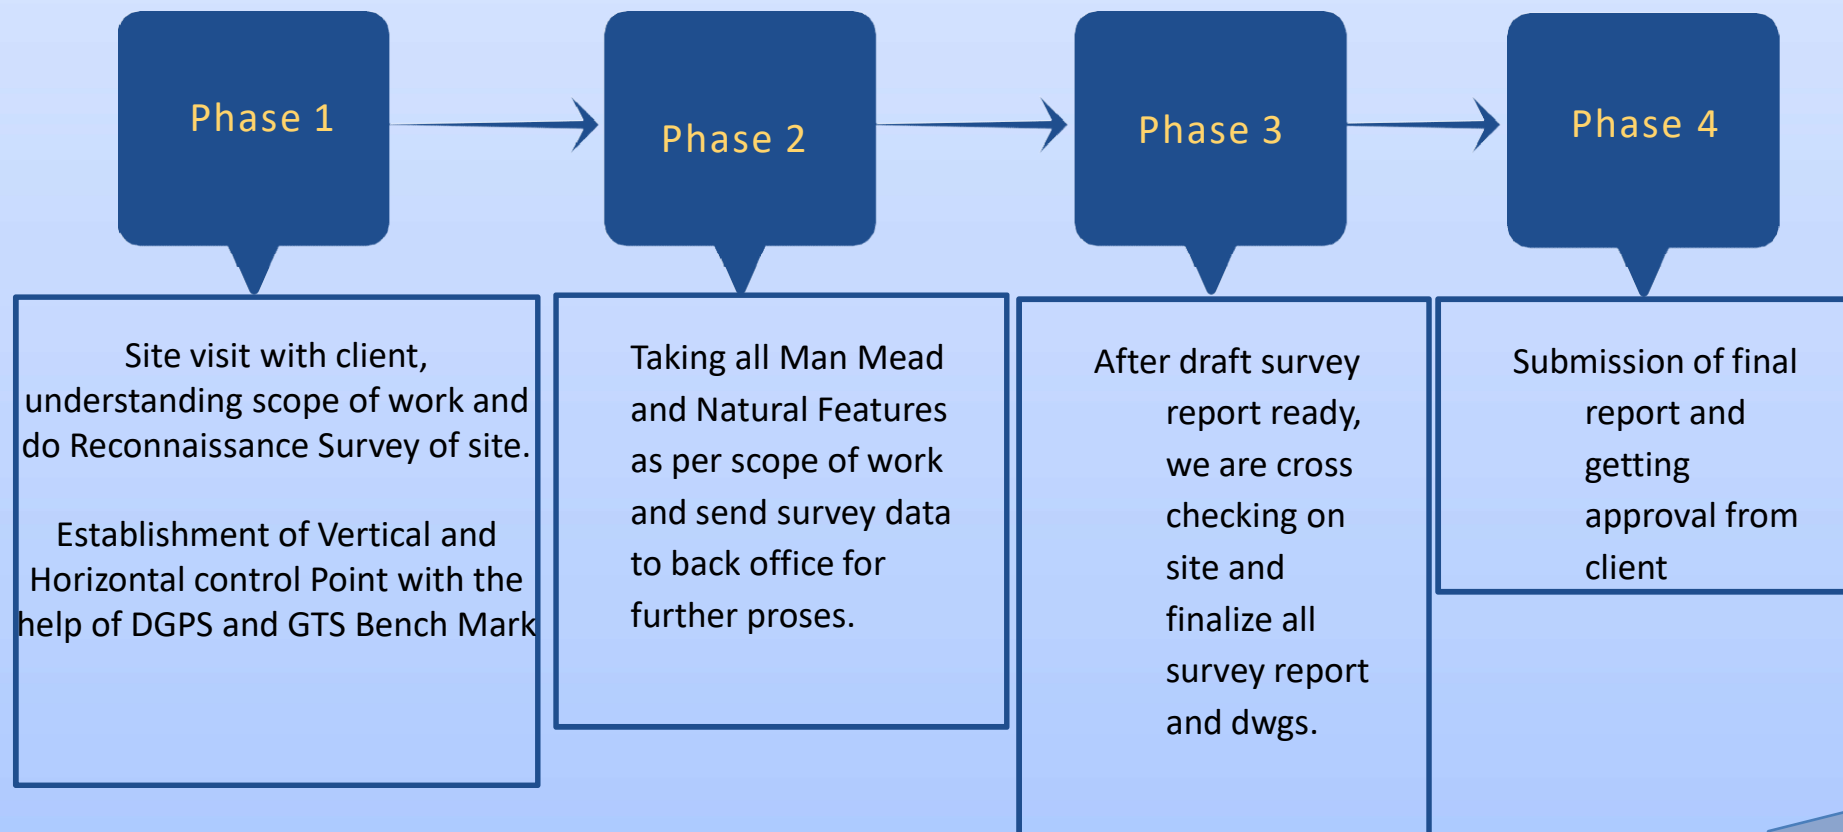 Phase 1
Phase 2
Phase 3
Phase 4
Site visit with client,
understanding scope of work and
do Reconnaissance Survey of site.
Establishment of Vertical and
Horizontal control Point with the
help of DGPS and GTS Bench Mark
Taking all Man Mead
and Natural Features
as per scope of work
and send survey data
to back office for
further proses.
After draft survey
report ready,
we are cross
checking on
site and
finalize all
survey report
and dwgs.
Submission of final
report and
getting
approval from
client